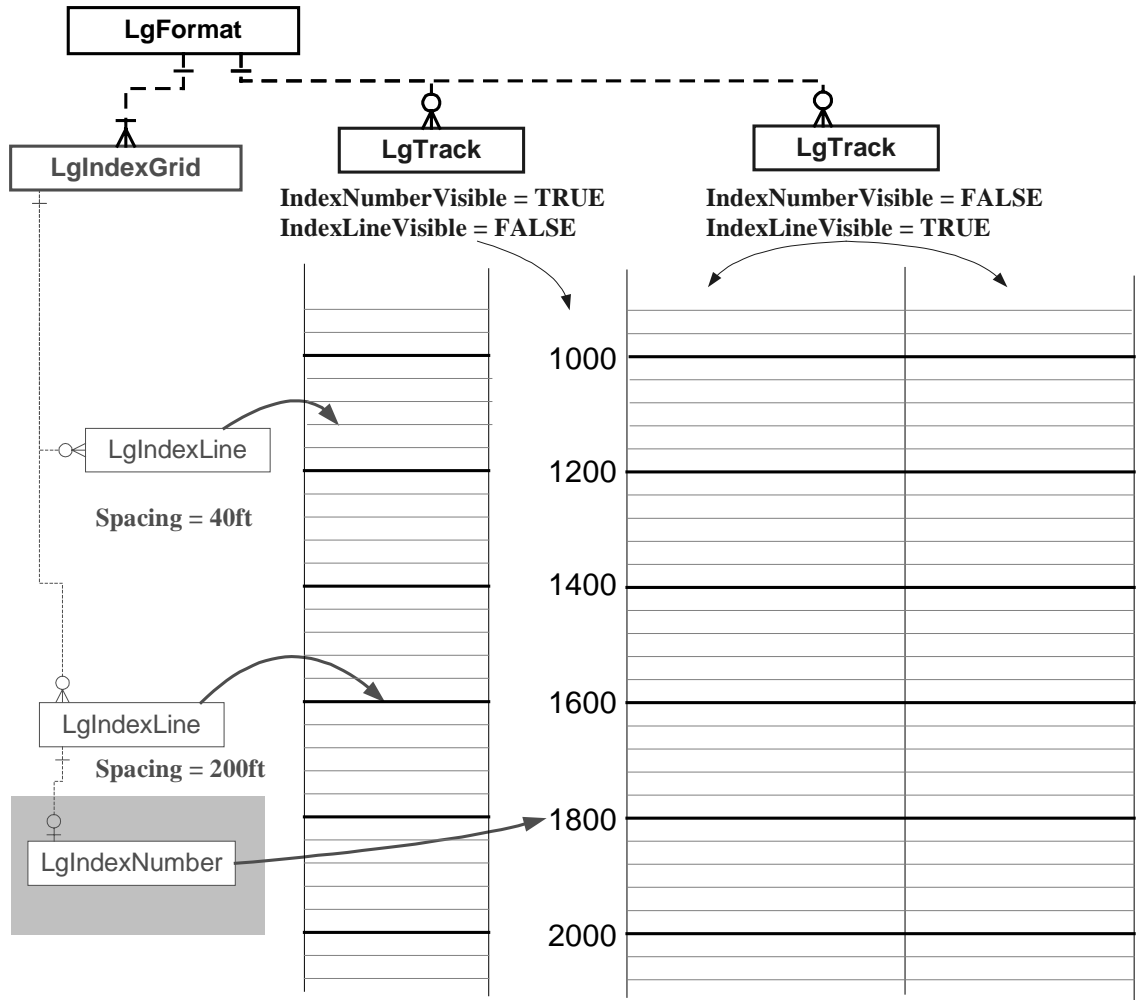 LgFormat
LgIndexGrid
LgTrack
LgTrack
IndexNumberVisible = TRUE
IndexLineVisible = FALSE
IndexNumberVisible = FALSE
IndexLineVisible = TRUE
1000
LgIndexLine
1200
Spacing = 40ft
1400
1600
LgIndexLine
Spacing = 200ft
1800
LgIndexNumber
2000